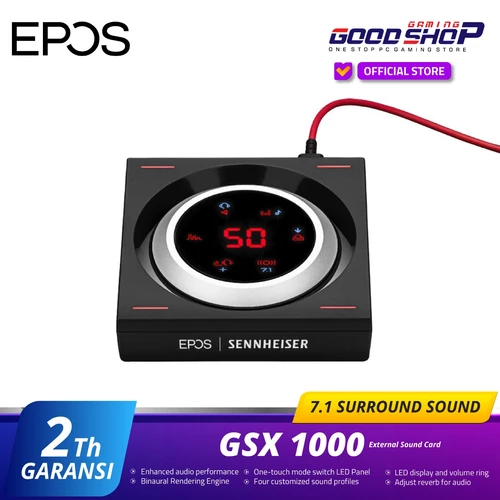 EPOS
GAMING
GOODSHOP
ONE STOP PC GAMING STORE
OFFICIAL STORE
50
7.1
EPOS | SENNHEISER
7.1 SURROUND SOUND
2Th
GARANSI
GSX 1000 External Sound Card
• Enhanced audio performance
• Binaural Rendering Engine
• One-touch mode switch LED Panel
• Four customized sound profiles
• LED display and volume ring
• Adjust reverb for audio